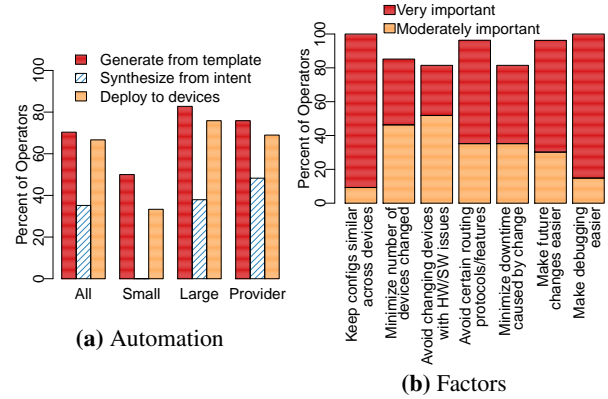 Percent of Operators
0 20 40 60 80 100
Generate from template
Synthesize from intent
Deploy to devices
All Small Large Provider
(a) Automation
Very important
Moderately important
Percent of Operators
0 20 40 60 80 100
Keep configs similar
across devices
Minimize number of
devices changed
Avoid changing devices
with HW/SW issues
Avoid certain routing
protocols/features
Minimize downtime
caused by change
Make future
changes easier
Make debugging
easier
(b) Factors